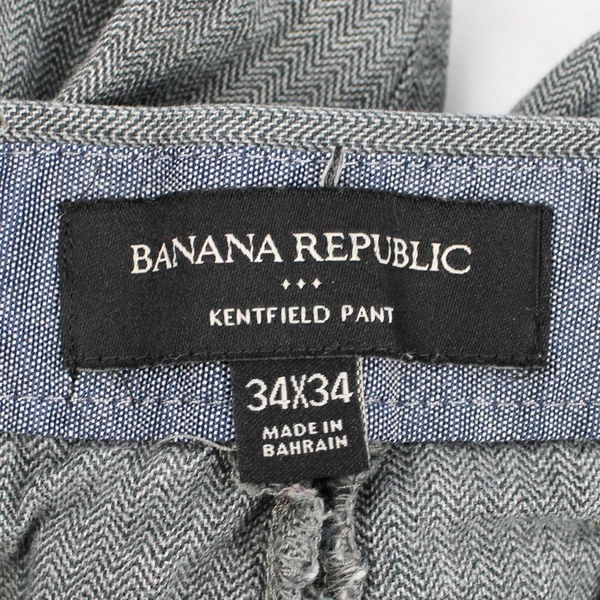 BANANA REPUBLIC
KENTFIELD PANT
34X34
MADE IN
BAHRAIN